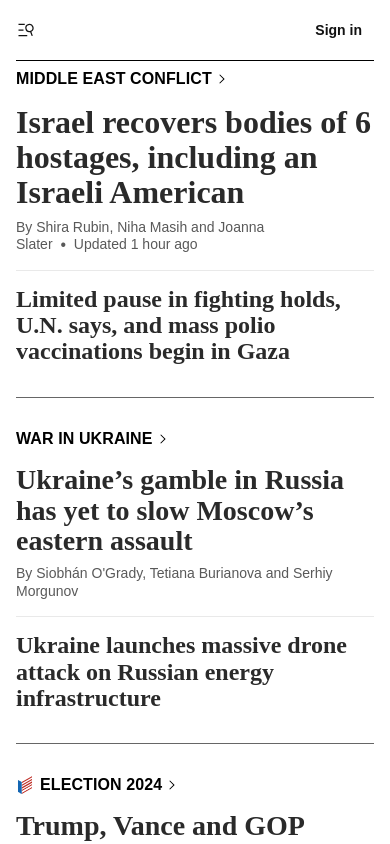 Sign in
MIDDLE EAST CONFLICT
Israel recovers bodies of 6
hostages, including an
Israeli American
By Shira Rubin, Niha Masih and Joanna
Slater • Updated 1 hour ago
Limited pause in fighting holds,
U.N. says, and mass polio
vaccinations begin in Gaza
WAR IN UKRAINE
Ukraine’s gamble in Russia
has yet to slow Moscow’s
eastern assault
By Siobhán O'Grady, Tetiana Burianova and Serhiy
Morgunov
Ukraine launches massive drone
attack on Russian energy
infrastructure
ELECTION 2024
Trump, Vance and GOP